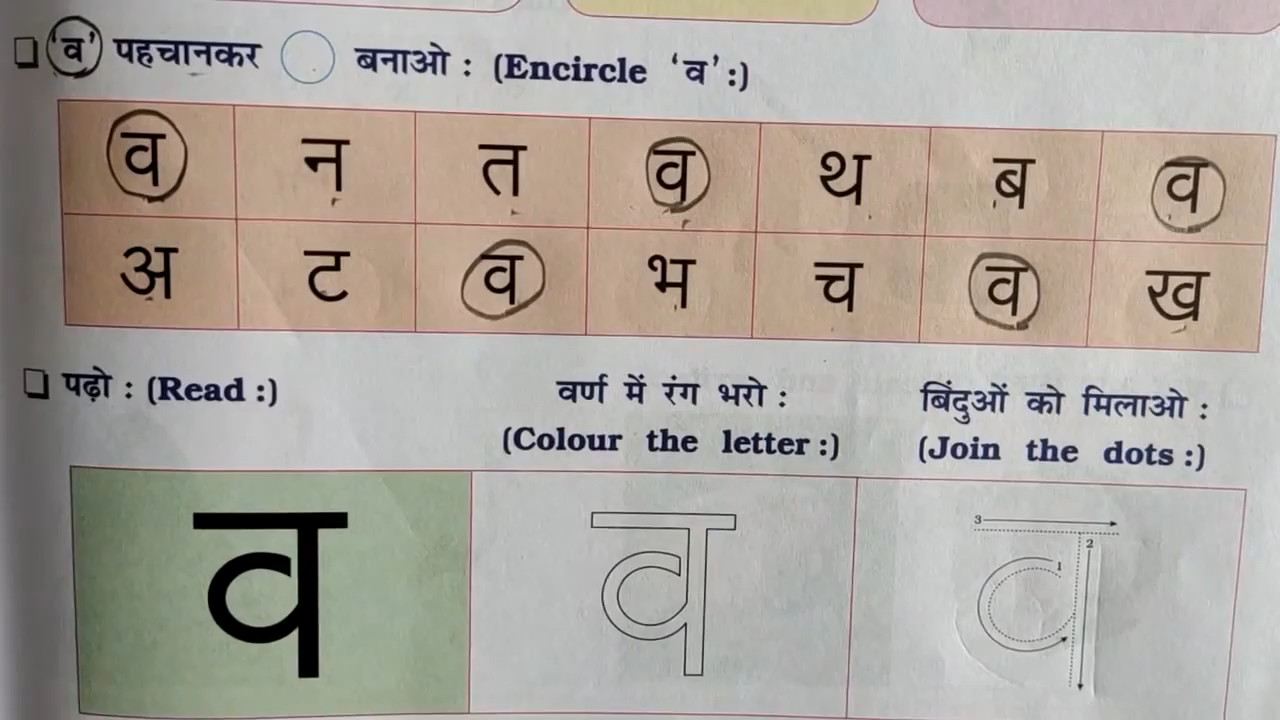 ❑ 'व' पहचानकर ◯ बनाओ : (Encircle 'व' :)
व न त व थ ब व
अ ट व भ च व ख
❑ पढ़ो : (Read :)
वर्ण में रंग भरो :
(Colour the letter :)
बिंदुओं को मिलाओ :
(Join the dots :)
व
व
व
3
2
1